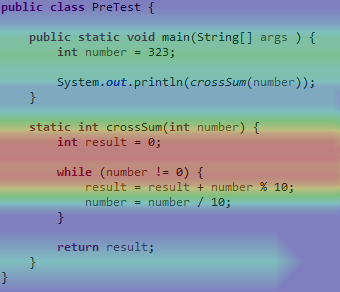 public class PreTest {
public static void main(String[] args ) {
int number = 323;
System.out.println(crossSum(number));
}
static int crossSum(int number) {
int result = 0;
while (number != 0) {
result = result + number % 10;
number = number / 10;
}
return result;
}
}